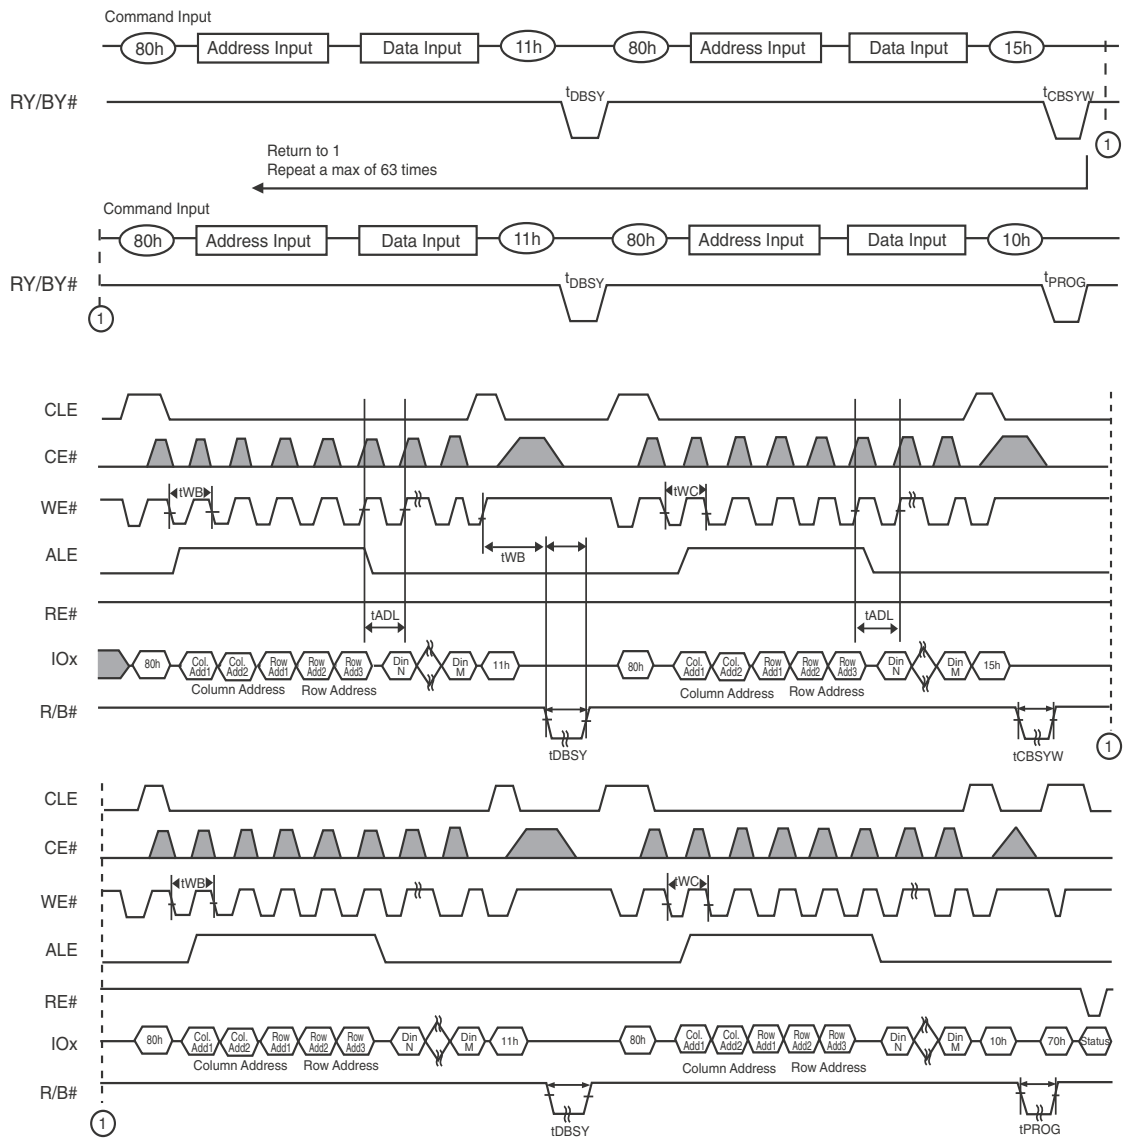 Command Input
80h Address Input Data Input 11h 80h Address Input Data Input 15h
RY/BY# tDBSY tCBSYW
1
Return to 1
Repeat a max of 63 times
Command Input
80h Address Input Data Input 11h 80h Address Input Data Input 10h
RY/BY# tDBSY tPROG
1
CLE
CE#
WE# tWB tWC
ALE tWB
RE# tADL tADL
IOx 80h Col. Add1 Col. Add2 Row Add1 Row Add2 Row Add3 Din N Din M 11h 80h Col. Add1 Col. Add2 Row Add1 Row Add2 Row Add3 Din N Din M 15h
Column Address Row Address Column Address Row Address
R/B# tDBSY tCBSYW
1
CLE
CE#
WE# tWB tWC
ALE
RE#
IOx 80h Col. Add1 Col. Add2 Row Add1 Row Add2 Row Add3 Din N Din M 11h 80h Col. Add1 Col. Add2 Row Add1 Row Add2 Row Add3 Din N Din M 10h 70h Status
Column Address Row Address Column Address Row Address
R/B# tDBSY tPROG
1